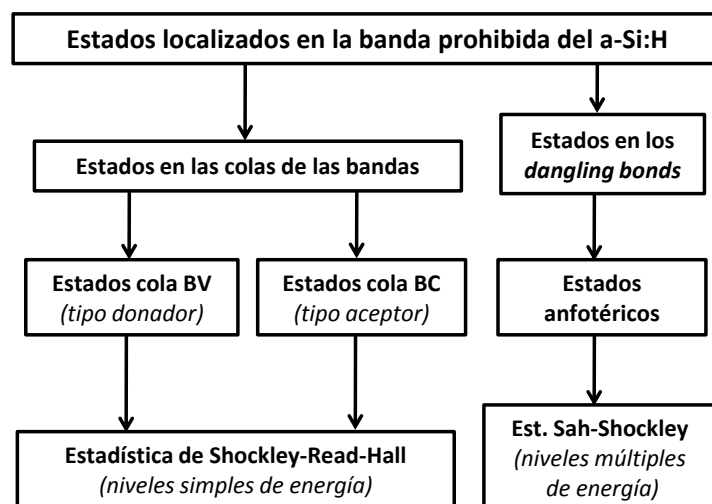 Estados localizados en la banda prohibida del a-Si:H
Estados en las colas de las bandas
Estados en los
dangling bonds
Estados cola BV
(tipo donador)
Estados cola BC
(tipo aceptor)
Estados
anfotéricos
Estadística de Shockley-Read-Hall
(niveles simples de energía)
Est. Sah-Shockley
(niveles múltiples
de energía)